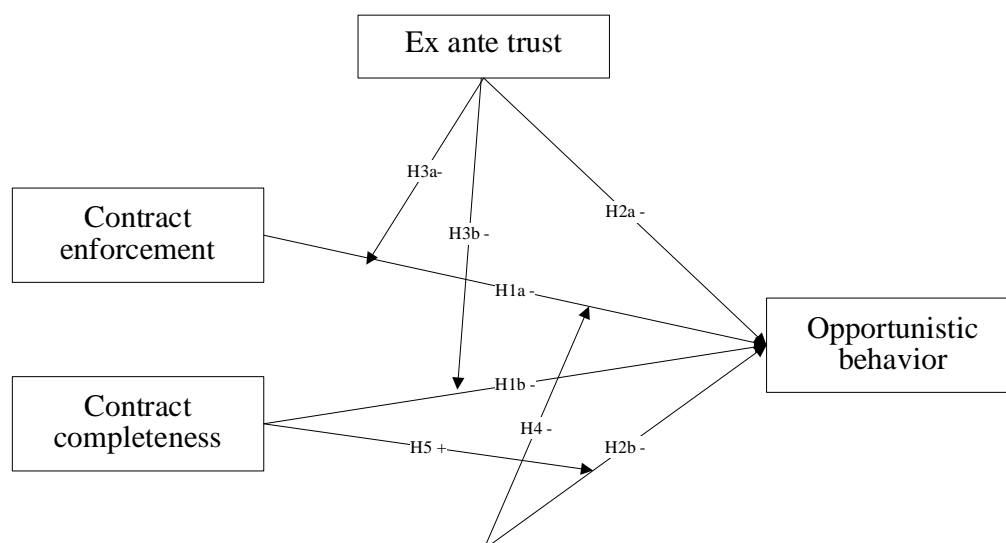 Ex ante trust
H3a-
Contract
enforcement
H2a -
H3b -
H1a -
Opportunistic
behavior
H1b -
Contract
completeness
H4 -
H5 +
H2b -